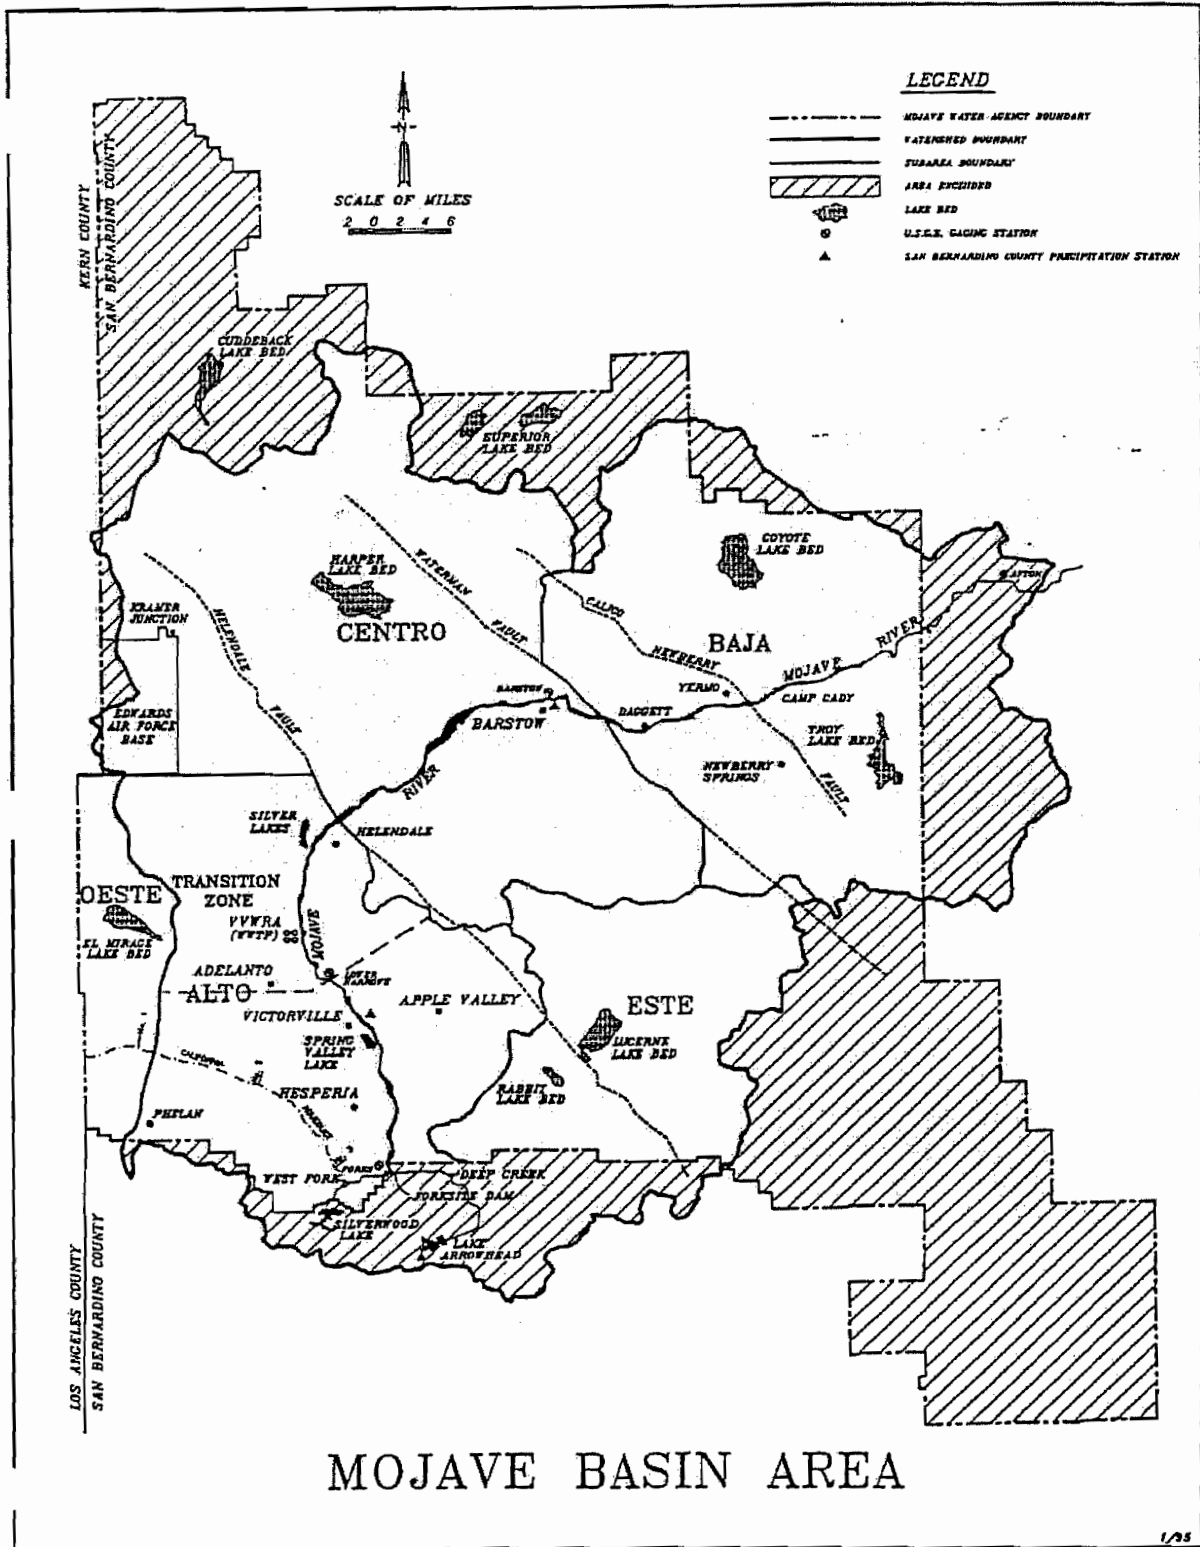 LEGEND
MOJAVE WATER AGENCY BOUNDARY
WATERSHED BOUNDARY
SUBAREA BOUNDARY
AREA EXCLUDED
LAKE BED
U.S.G.S. GAGING STATION
SAN BERNARDINO COUNTY PRECIPITATION STATION
N
SCALE OF MILES
2 0 2 4 6
KERN COUNTY
SAN BERNARDINO COUNTY
CUDDEBACK
LAKE BED
SUPERIOR
LAKE BED
COYOTE
LAKE BED
HARPER
LAKE BED
WATERMAN
FAULT
CALICO
NEWBERRY
FAULT
AFTON
KRAMER
JUNCTION
HELENDALE
FAULT
CENTRO
BAJA
MOJAVE
RIVER
BARSTOW
BARSTOW
YERMO
CAMP CADY
DAGGETT
EDWARDS
AIR FORCE
BASE
TROY
LAKE BED
NEWBERRY
SPRINGS
RIVER
SILVER
LAKES
HELENDALE
OESTE
TRANSITION
ZONE
VVWRA
(WWTP)
MOJAVE
EL MIRAGE
LAKE BED
ADELANTO
LOWER
NARROWS
ALTO
APPLE VALLEY
ESTE
VICTORVILLE
SPRING
VALLEY
LAKE
LUCERNE
LAKE BED
CALIFORNIA
AQUEDUCT
HESPERIA
RABBIT
LAKE BED
PHELAN
WEST FORK
FORKS
DEEP CREEK
FORKSITE DAM
SILVERWOOD
LAKE
LAKE
ARROWHEAD
LOS ANGELES COUNTY
SAN BERNARDINO COUNTY
MOJAVE BASIN AREA
1/95